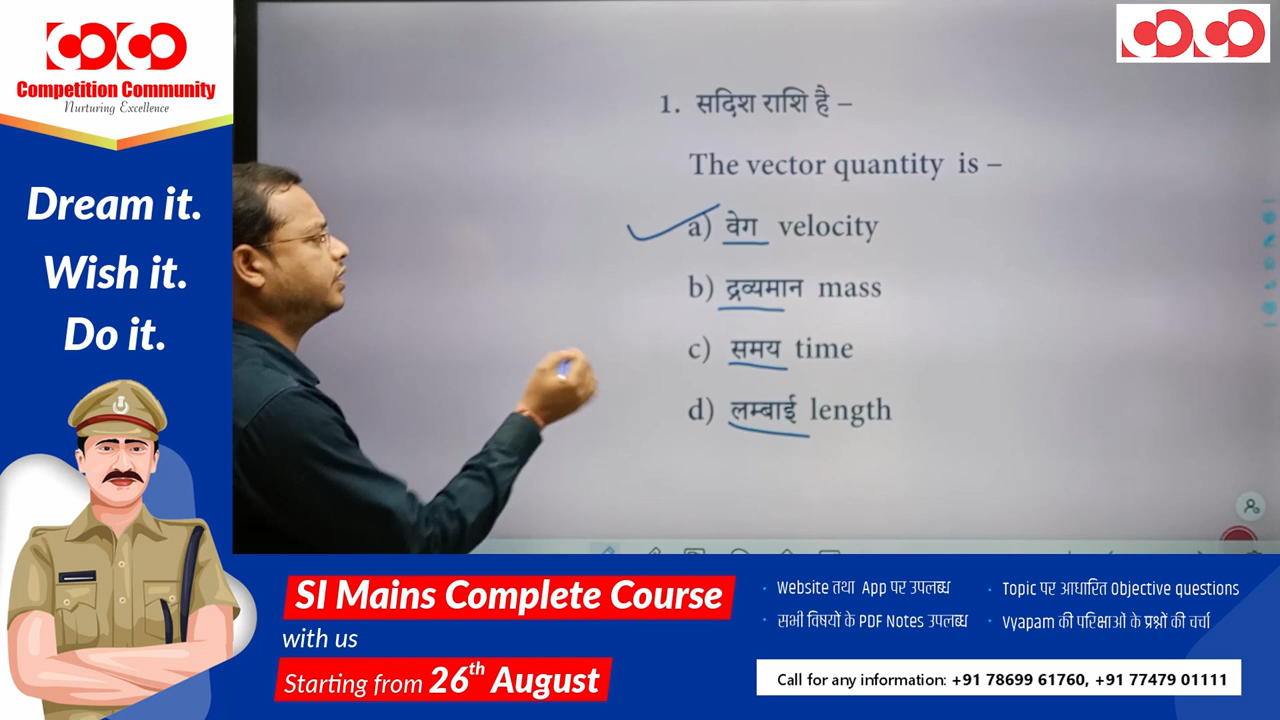 COCO
Competition Community
Nurturing Excellence
Dream it.
Wish it.
Do it.
COCO
1. सदिश राशि है –
The vector quantity is –
a) वेग velocity
b) द्रव्यमान mass
c) समय time
d) लम्बाई length
SI Mains Complete Course
with us
Starting from 26th August
· Website तथा App पर उपलब्ध
· सभी विषयों के PDF Notes उपलब्ध
· Topic पर आधारित Objective questions
· Vyapam की परिक्षाओं के प्रश्नों की चर्चा
Call for any information: +91 78699 61760, +91 77479 01111